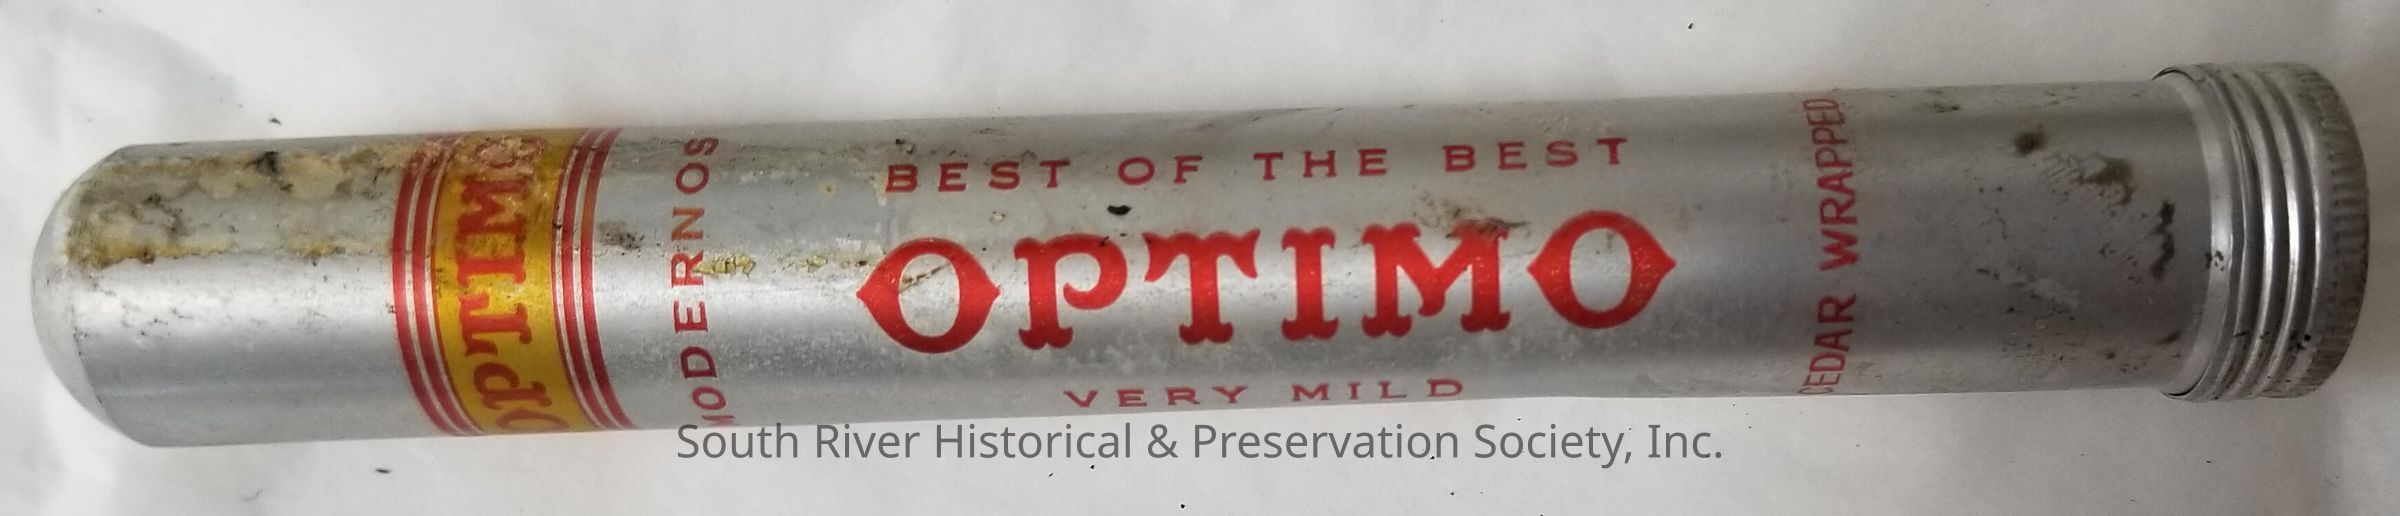 OPTIMO
MODERNOS
BEST OF THE BEST
OPTIMO
VERY MILD
CEDAR WRAPPED
South River Historical & Preservation Society, Inc.